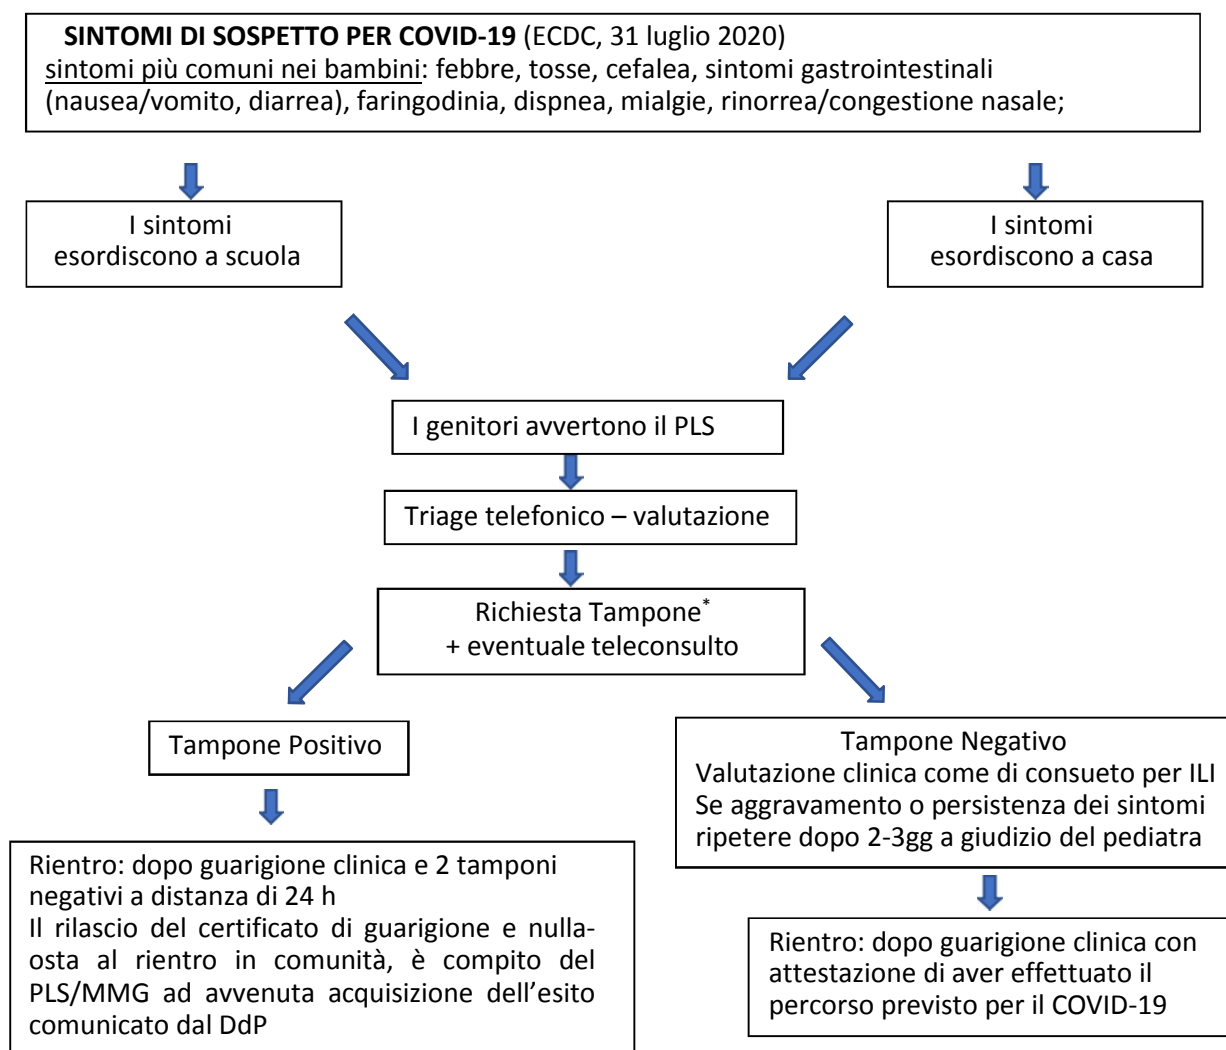 SINTOMI DI SOSPETTO PER COVID-19 (ECDC, 31 luglio 2020)
sintomi più comuni nei bambini: febbre, tosse, cefalea, sintomi gastrointestinali
(nausea/vomito, diarrea), faringodinia, dispnea, mialgie, rinorrea/congestione nasale;
I sintomi
esordiscono a scuola
I sintomi
esordiscono a casa
I genitori avvertono il PLS
Triage telefonico – valutazione
Richiesta Tampone*
+ eventuale teleconsulto
Tampone Positivo
Tampone Negativo
Valutazione clinica come di consueto per ILI
Se aggravamento o persistenza dei sintomi
ripetere dopo 2-3gg a giudizio del pediatra
Rientro: dopo guarigione clinica e 2 tamponi
negativi a distanza di 24 h
Il rilascio del certificato di guarigione e nulla-
osta al rientro in comunità, è compito del
PLS/MMG ad avvenuta acquisizione dell’esito
comunicato dal DdP
Rientro: dopo guarigione clinica con
attestazione di aver effettuato il
percorso previsto per il COVID-19